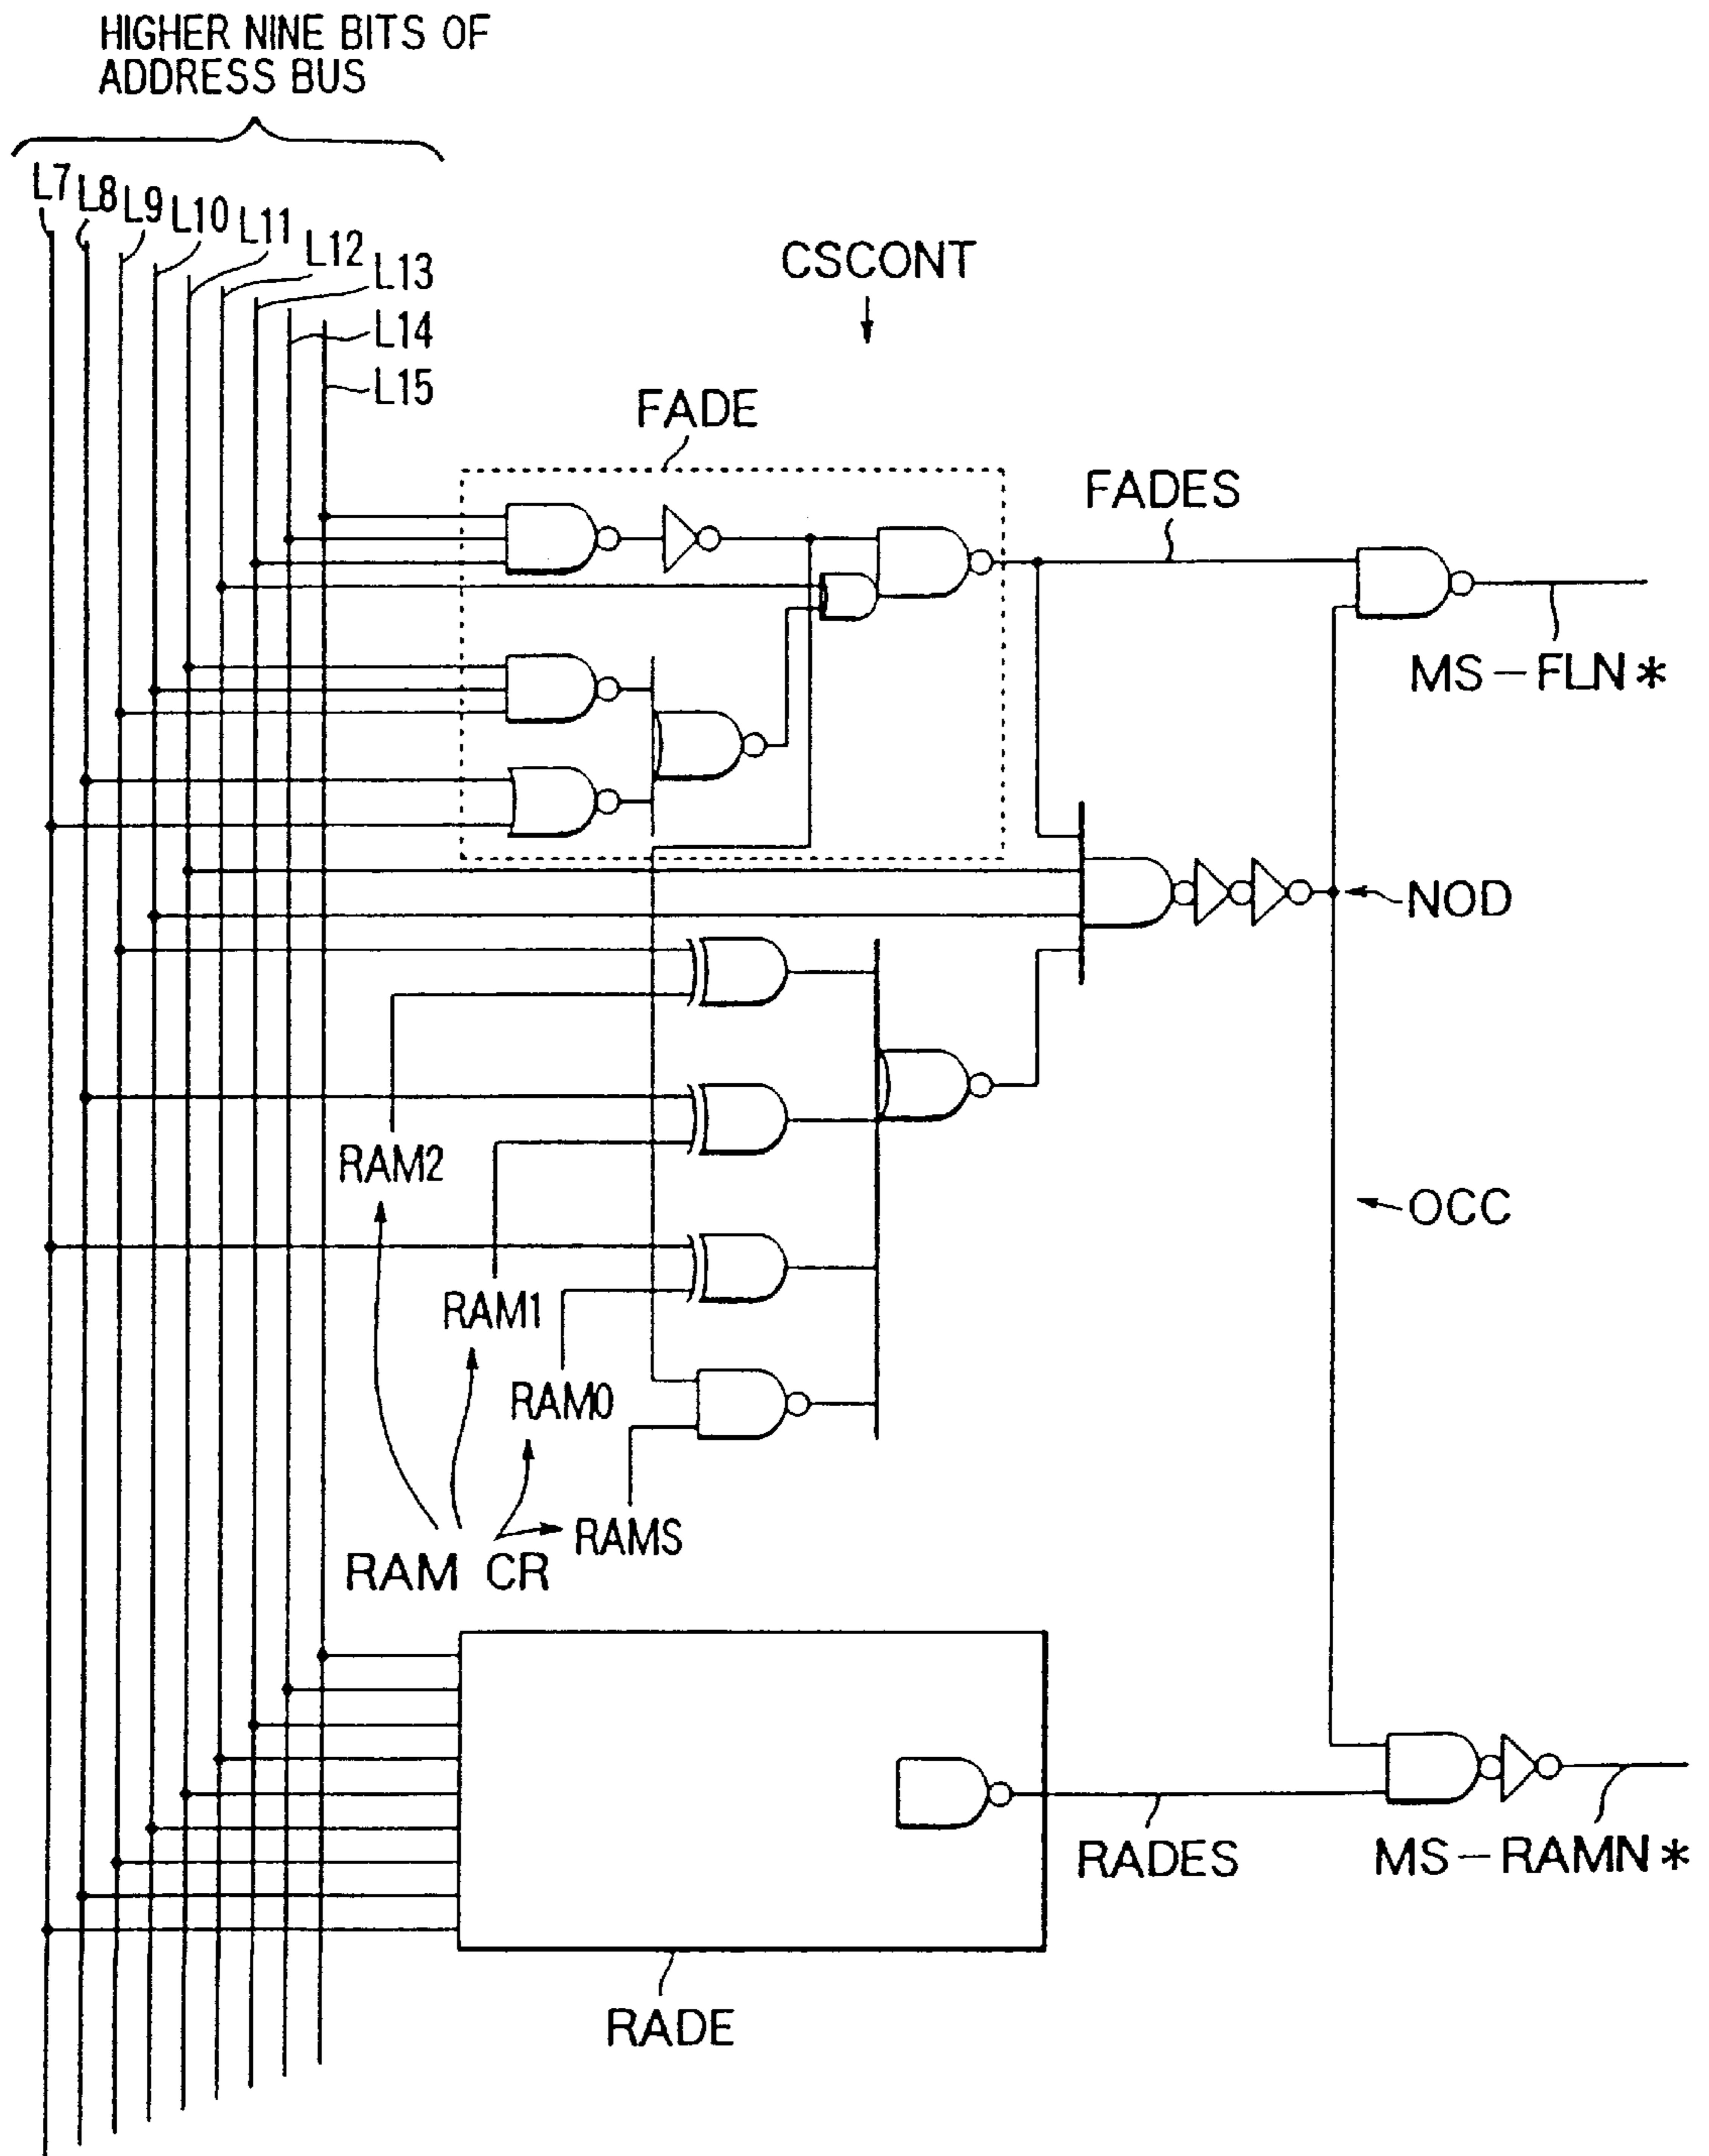 HIGHER NINE BITS OF
ADDRESS BUS
L7
L8
L9
L10
L11
L12
L13
L14
L15
CSCONT
FADE
FADES
MS-FLN*
NOD
OCC
RAM2
RAM1
RAM0
RAMS
RAM CR
RADES
MS-RAMN*
RADE